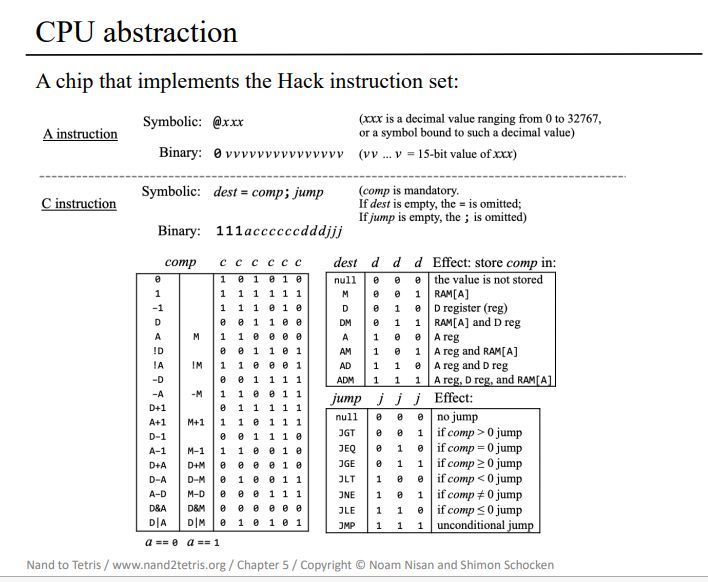 CPU abstraction
A chip that implements the Hack instruction set:
A instruction
Symbolic: @xxx (xxx is a decimal value ranging from 0 to 32767,
or a symbol bound to such a decimal value)
Binary: 0 vvvvvvvvvvvvvvv (vv ... v = 15-bit value of xxx)
C instruction
Symbolic: dest = comp; jump (comp is mandatory.
If dest is empty, the = is omitted;
If jump is empty, the ; is omitted)
Binary: 111accccccdddjjj
comp c c c c c c
0 1 0 1 0 1 0
1 1 1 1 1 1 1
-1 1 1 1 0 1 0
D 0 0 1 1 0 0
A M 1 1 0 0 0 0
!D 0 0 1 1 0 1
!A !M 1 1 0 0 0 1
-D 0 0 1 1 1 1
-A -M 1 1 0 0 1 1
D+1 0 1 1 1 1 1
A+1 M+1 1 1 0 1 1 1
D-1 0 0 1 1 1 0
A-1 M-1 1 1 0 0 1 0
D+A D+M 0 0 0 0 1 0
D-A D-M 0 1 0 0 1 1
A-D M-D 0 0 0 1 1 1
D&A D&M 0 0 0 0 0 0
D|A D|M 0 1 0 1 0 1
a == 0 a == 1
dest d d d Effect: store comp in:
null 0 0 0 the value is not stored
M 0 0 1 RAM[A]
D 0 1 0 D register (reg)
DM 0 1 1 RAM[A] and D reg
A 1 0 0 A reg
AM 1 0 1 A reg and RAM[A]
AD 1 1 0 A reg and D reg
ADM 1 1 1 A reg, D reg, and RAM[A]
jump j j j Effect:
null 0 0 0 no jump
JGT 0 0 1 if comp > 0 jump
JEQ 0 1 0 if comp = 0 jump
JGE 0 1 1 if comp ≥ 0 jump
JLT 1 0 0 if comp < 0 jump
JNE 1 0 1 if comp ≠ 0 jump
JLE 1 1 0 if comp ≤ 0 jump
JMP 1 1 1 unconditional jump
Nand to Tetris / www.nand2tetris.org / Chapter 5 / Copyright © Noam Nisan and Shimon Schocken